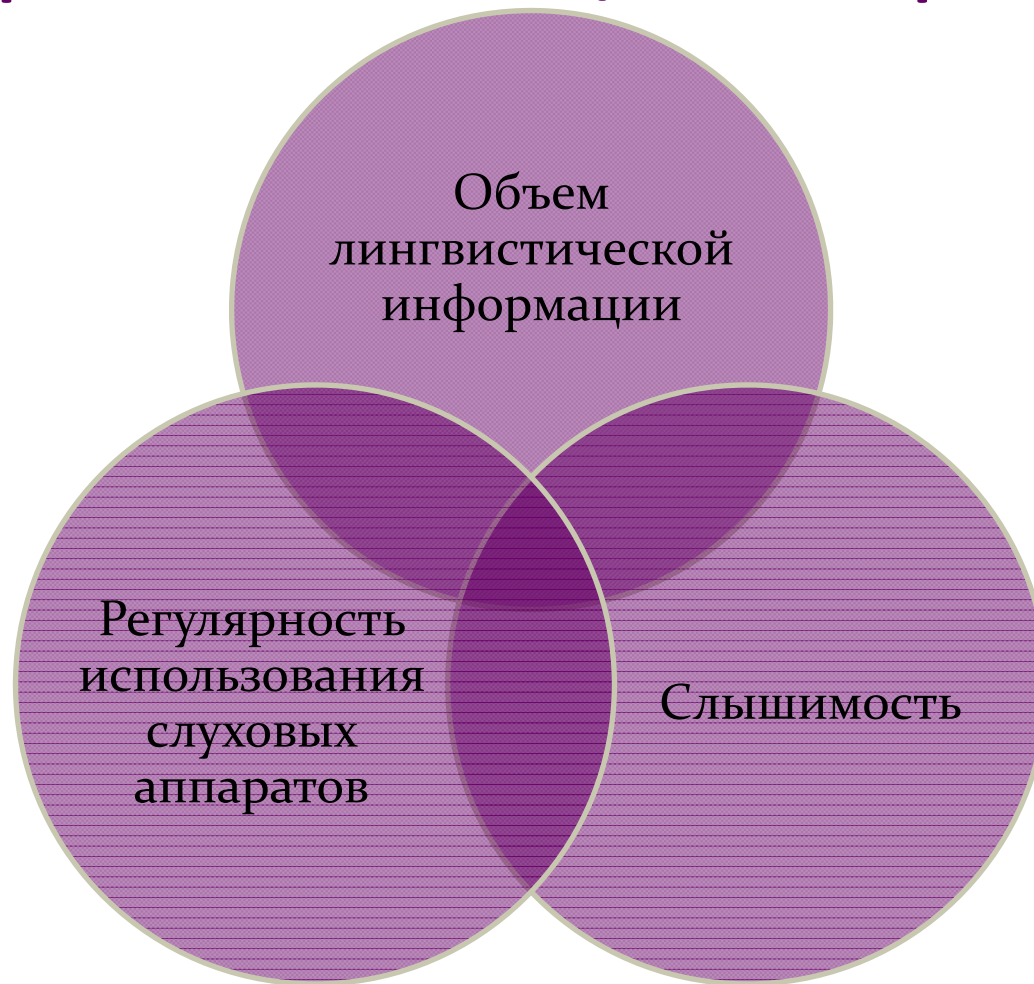 Объем
лингвистической
информации
Регулярность
использования
слуховых
аппаратов
Слышимость